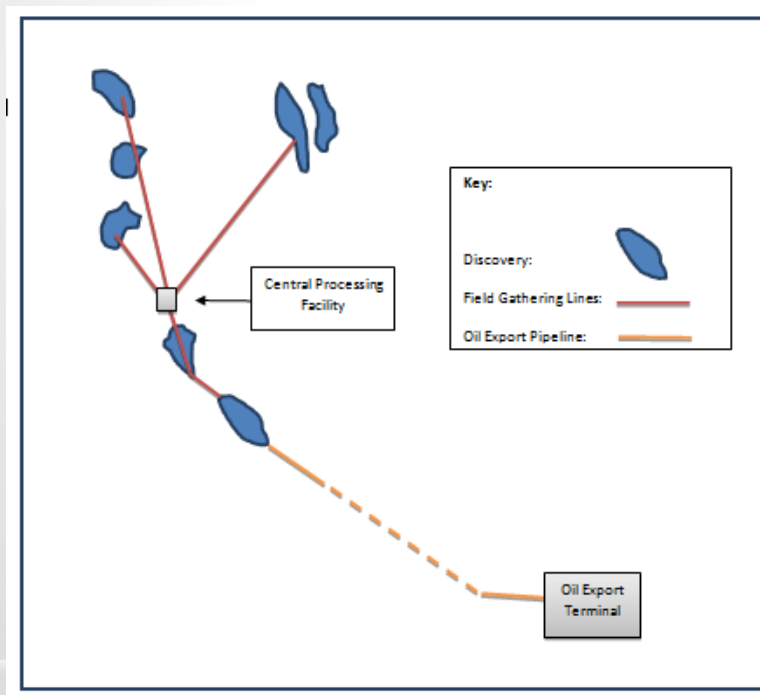 Key:
Discovery:
Central Processing
Facility
Field Gathering Lines:
Oil Export Pipeline:
Oil Export
Terminal